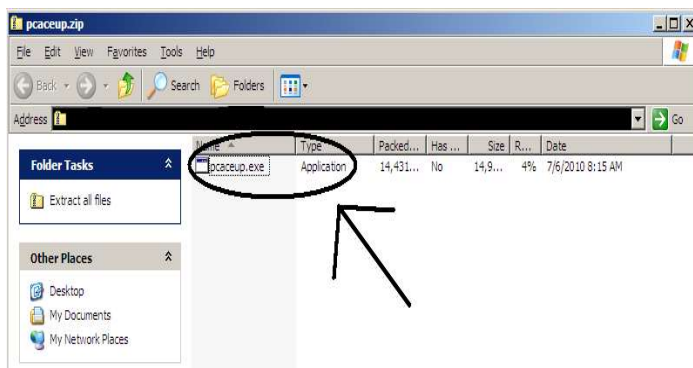 pcaceup.zip
File Edit View Favorites Tools Help
Back Search Folders
Address Go
Name Type Packed... Has ... Size R... Date
pcaceup.exe Application 14,431... No 14,9... 4% 7/6/2010 8:15 AM
Folder Tasks
Extract all files
Other Places
Desktop
My Documents
My Network Places